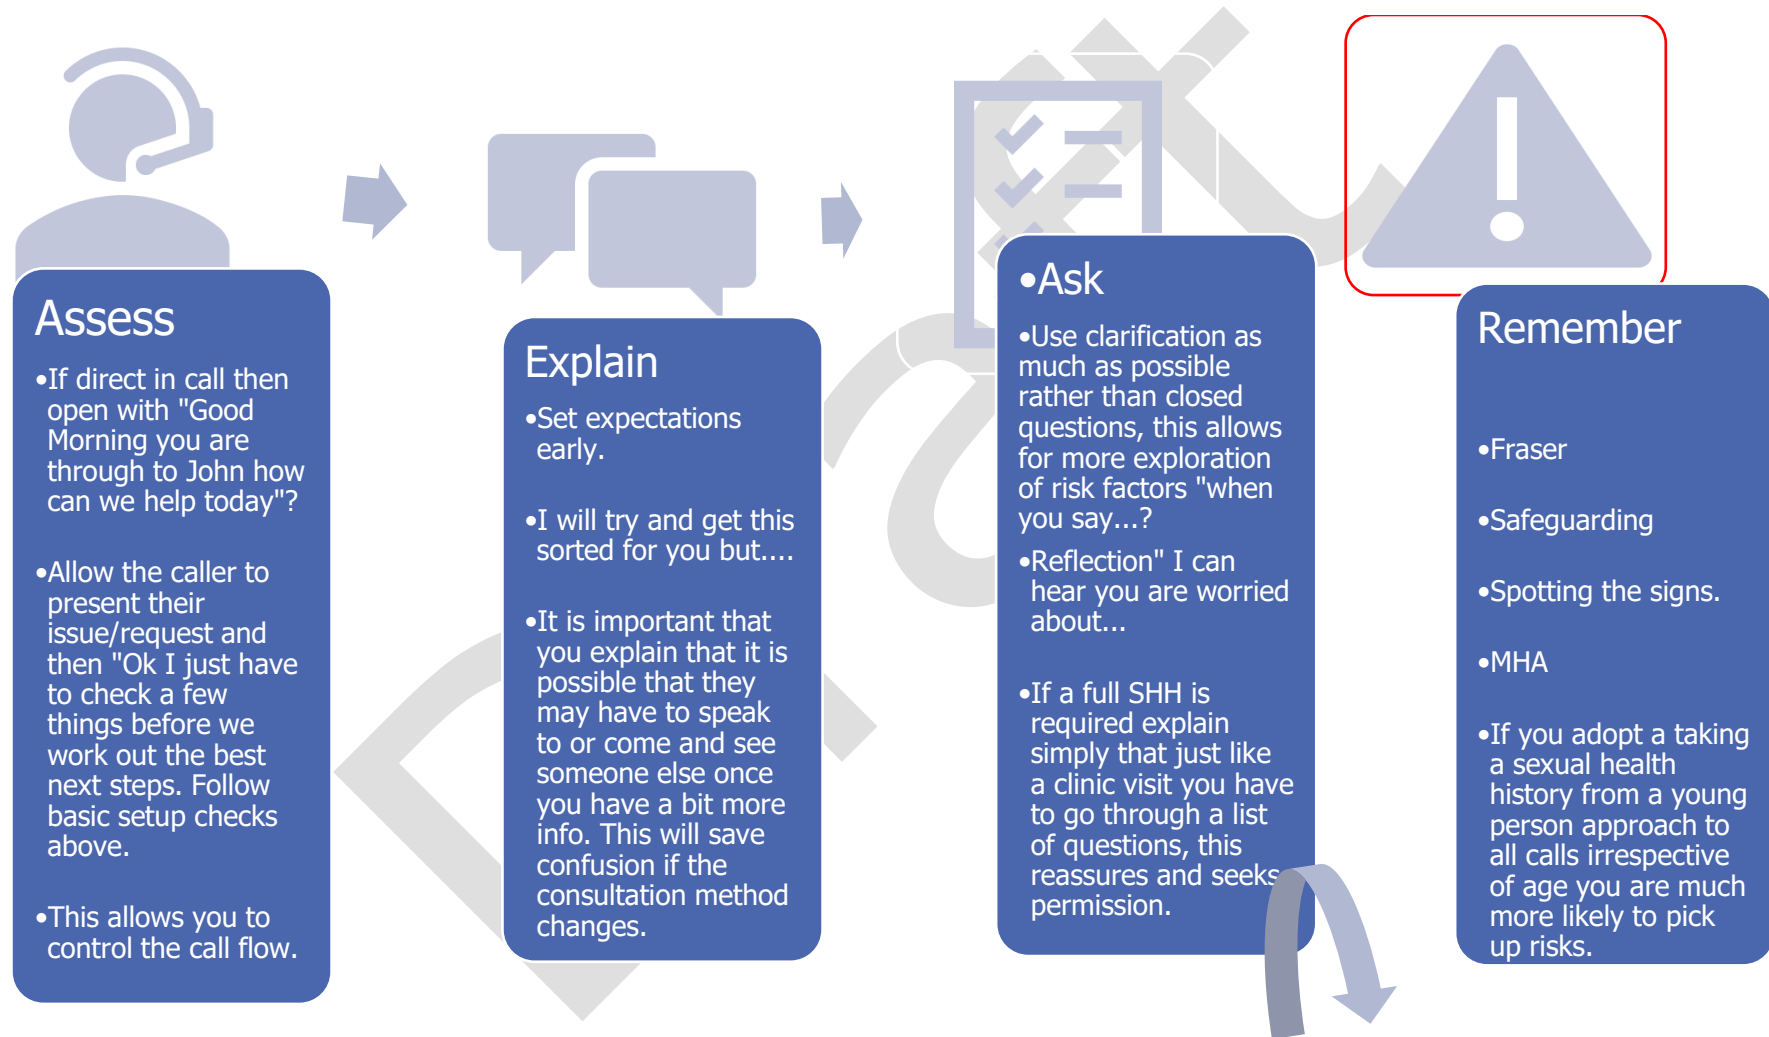 Assess
•If direct in call then
open with "Good
Morning you are
through to John how
can we help today"?
•Allow the caller to
present their
issue/request and
then "Ok I just have
to check a few
things before we
work out the best
next steps. Follow
basic setup checks
above.
•This allows you to
control the call flow.
Explain
•Set expectations
early.
•I will try and get this
sorted for you but....
•It is important that
you explain that it is
possible that they
may have to speak
to or come and see
someone else once
you have a bit more
info. This will save
confusion if the
consultation method
changes.
•Ask
•Use clarification as
much as possible
rather than closed
questions, this allows
for more exploration
of risk factors "when
you say...?
•Reflection" I can
hear you are worried
about...
•If a full SHH is
required explain
simply that just like
a clinic visit you have
to go through a list
of questions, this
reassures and seeks
permission.
Remember
•Fraser
•Safeguarding
•Spotting the signs.
•MHA
•If you adopt a taking
a sexual health
history from a young
person approach to
all calls irrespective
of age you are much
more likely to pick
up risks.